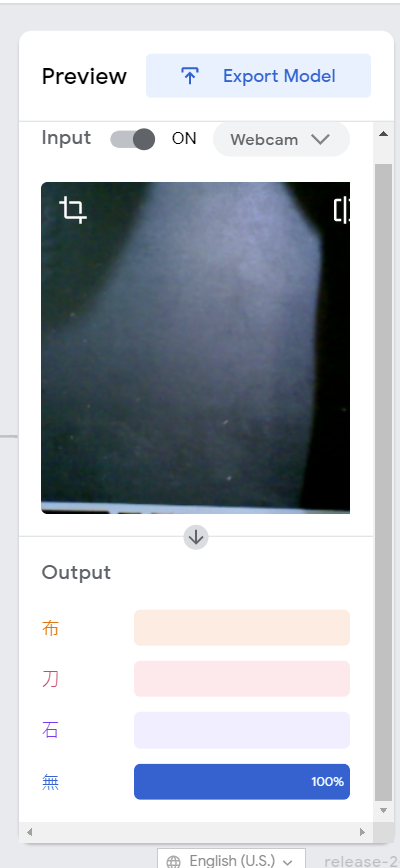 Preview
Export Model
Input
ON
Webcam
Output
布
刀
石
無
100%
English (U.S.)
release-2